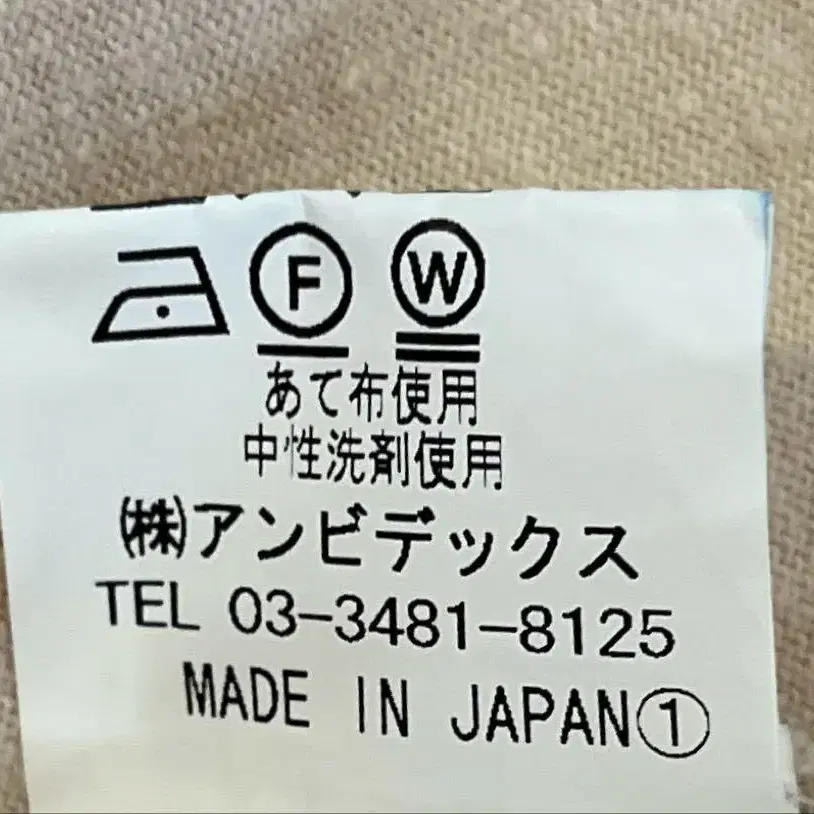 F W
あて布使用
中性洗剤使用
㈱アンビデックス
TEL 03-3481-8125
MADE IN JAPAN①